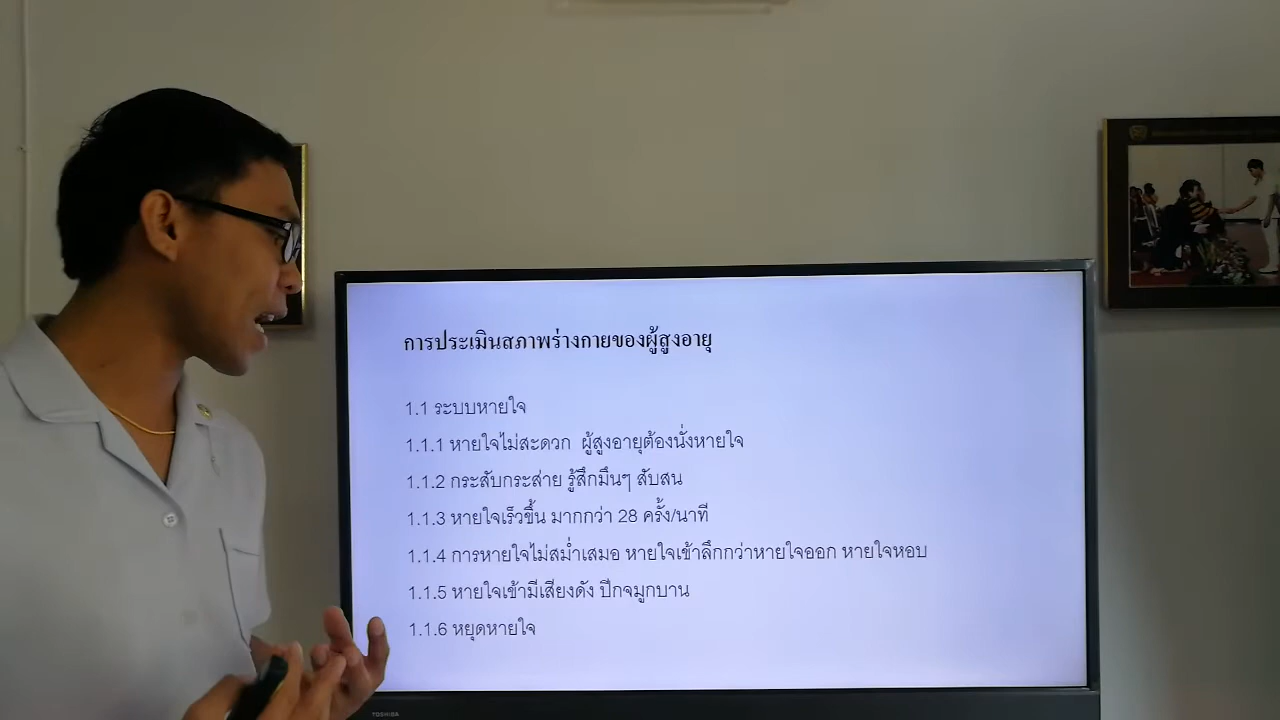 การประเมินสภาพร่างกายของผู้สูงอายุ
1.1 ระบบหายใจ
1.1.1 หายใจไม่สะดวก ผู้สูงอายุต้องนั่งหายใจ
1.1.2 กระสับกระส่าย รู้สึกมึนๆ สับสน
1.1.3 หายใจเร็วขึ้น มากกว่า 28 ครั้ง/นาที
1.1.4 การหายใจไม่สม่ำเสมอ หายใจเข้าลึกกว่าหายใจออก หายใจหอบ
1.1.5 หายใจเข้ามีเสียงดัง ปีกจมูกบาน
1.1.6 หยุดหายใจ
TOSHIBA